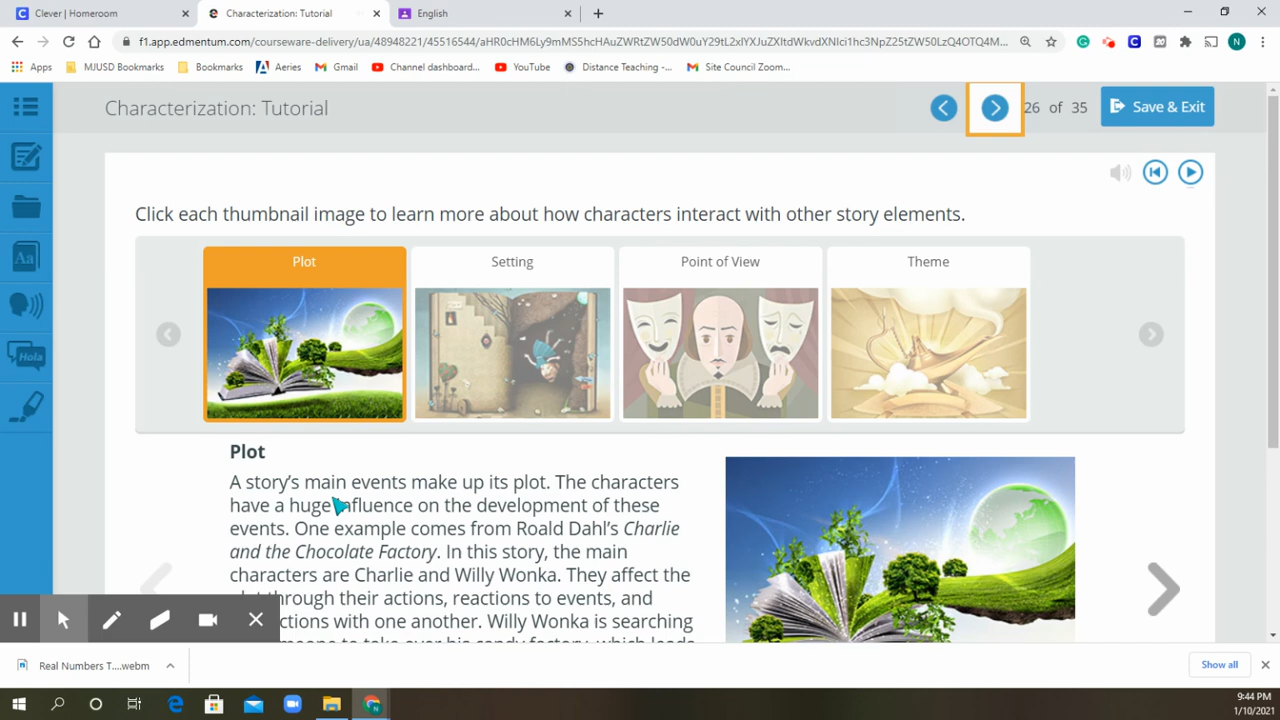 Clever | Homeroom
Characterization: Tutorial
English
f1.app.edmentum.com/courseware-delivery/ua/48948221/45516544/
Apps
MJUSD Bookmarks
Bookmarks
Aeries
Gmail
Channel dashboard...
YouTube
Distance Teaching -...
Site Council Zoom...
Characterization: Tutorial
26 of 35
Save & Exit
Click each thumbnail image to learn more about how characters interact with other story elements.
Plot
Setting
Point of View
Theme
Aa
Hola
Plot
A story's main events make up its plot. The characters
have a huge influence on the development of these
events. One example comes from Roald Dahl's Charlie
and the Chocolate Factory. In this story, the main
characters are Charlie and Willy Wonka. They affect the
through their actions, reactions to events, and
ctions with one another. Willy Wonka is searching
Real Numbers T....webm
Show all
9:44 PM
1/10/2021